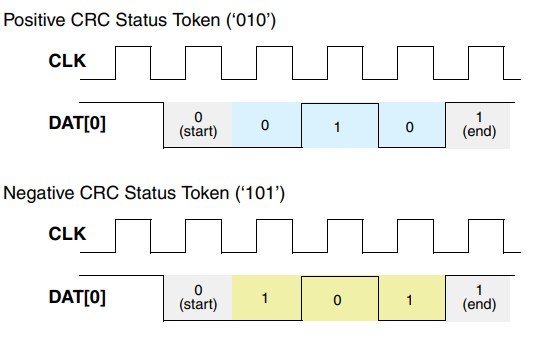 Positive CRC Status Token (‘010’)
CLK
DAT[0] 0 (start) 0 1 0 1 (end)
Negative CRC Status Token (‘101’)
CLK
DAT[0] 0 (start) 1 0 1 1 (end)